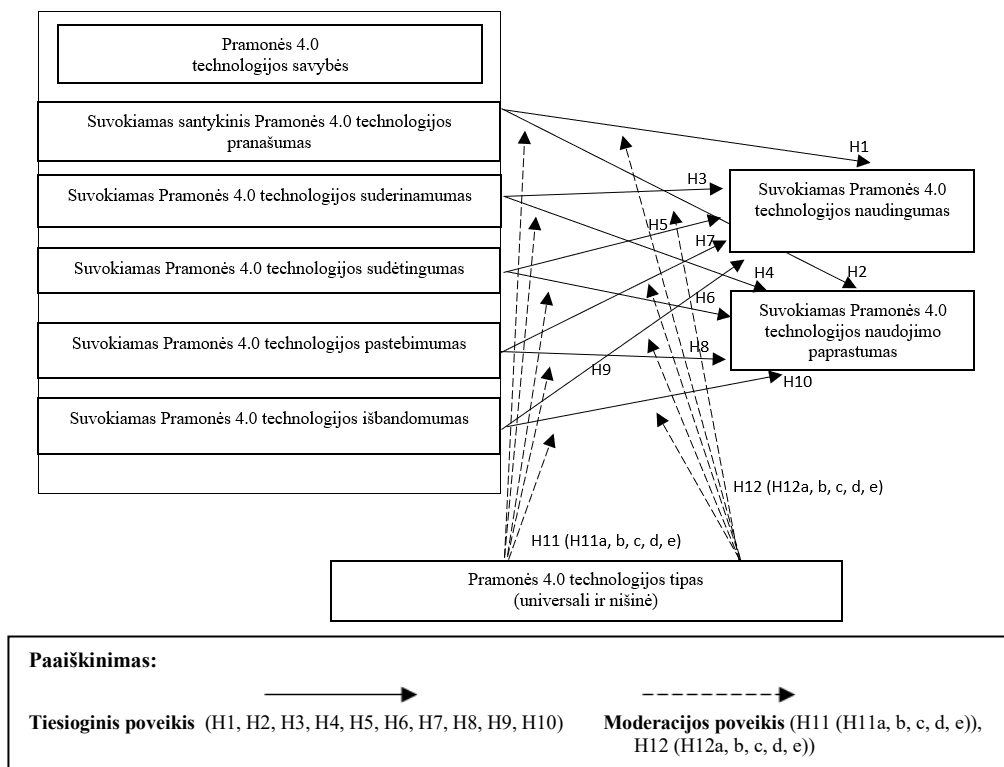 Pramonės 4.0
technologijos savybės
Suvokiamas santykinis Pramonės 4.0 technologijos
pranašumas
H1
Suvokiamas Pramonės 4.0 technologijos suderinamumas
H3
Suvokiamas Pramonės 4.0
technologijos naudingumas
H5
H7
Suvokiamas Pramonės 4.0 technologijos sudėtingumas
H4
H2
H6
Suvokiamas Pramonės 4.0
technologijos naudojimo
paprastumas
Suvokiamas Pramonės 4.0 technologijos pastebimumas
H8
H9
H10
Suvokiamas Pramonės 4.0 technologijos išbandomumas
H12 (H12a, b, c, d, e)
H11 (H11a, b, c, d, e)
Pramonės 4.0 technologijos tipas
(universali ir nišinė)
Paaiškinimas:
Tiesioginis poveikis (H1, H2, H3, H4, H5, H6, H7, H8, H9, H10)
Moderacijos poveikis (H11 (H11a, b, c, d, e)),
H12 (H12a, b, c, d, e))